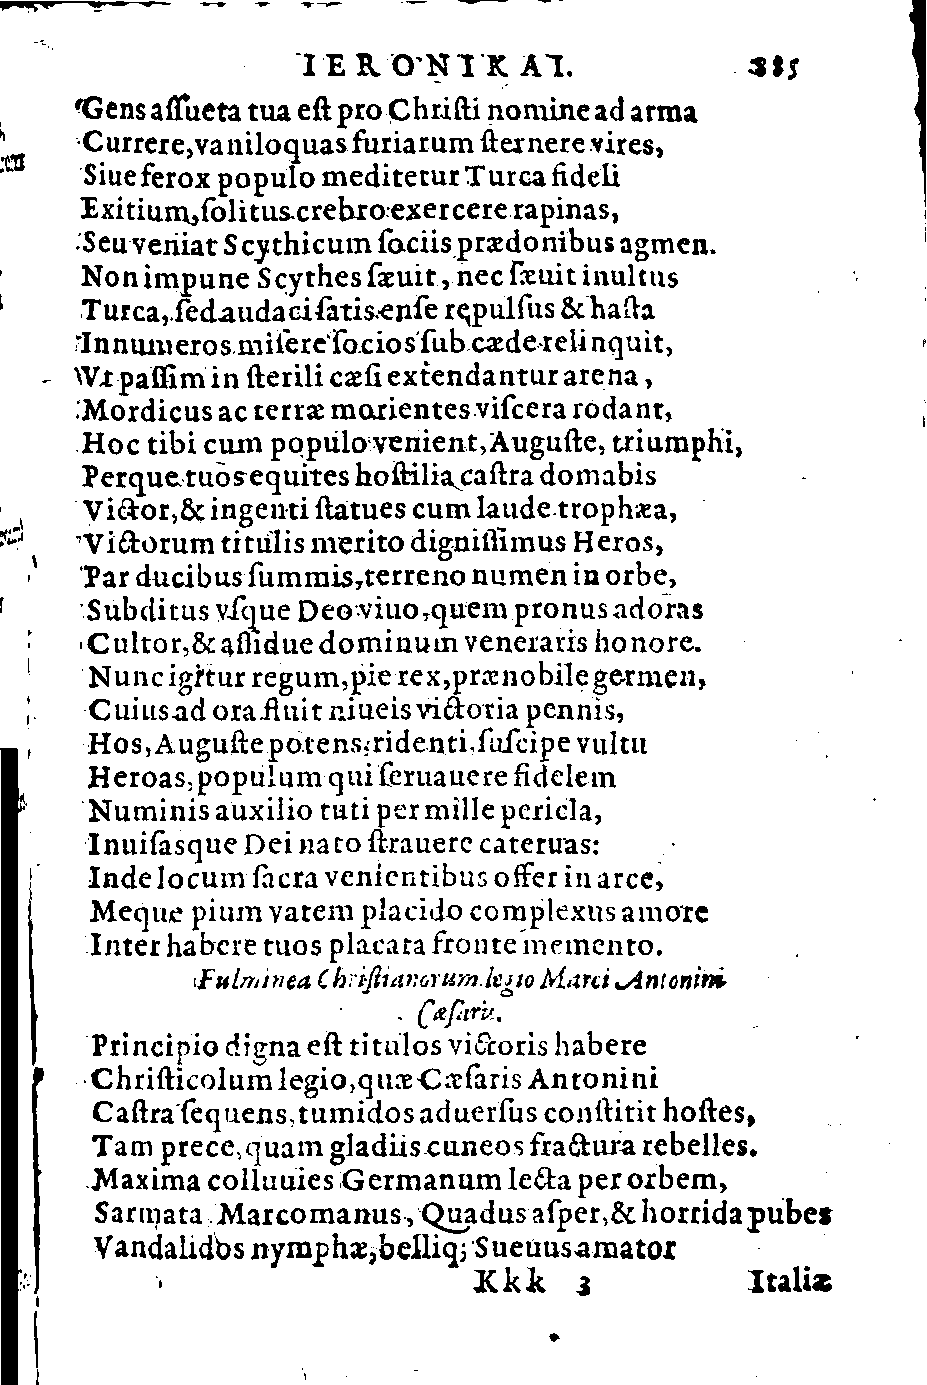 IERONIKAI. 885
Gens assueta tua est pro Christi nomine ad arma
Currere, vaniloquas furiarum sternere vires,
Siue ferox populo meditetur Turca fideli
Exitium, solitus crebro exercere rapinas,
Seu veniat Scythicum sociis prædonibus agmen.
Non impune Scythes sæuit, nec sæuit inultus
Turca, sed audaci satis ense repulsus & hasta
Innumeros misere socios sub cæde relinquit,
Vt passim in sterili cæsi extendantur arena,
Mordicus ac terræ morientes viscera rodant,
Hoc tibi cum populo venient, Auguste, triumphi,
Perque tuos equites hostilia castra domabis
Victor, & ingenti statues cum laude trophæa,
Victorum titulis merito dignissimus Heros,
Par ducibus summis, terreno numen in orbe,
Subditus vsque Deo viuo, quem pronus adoras
Cultor, & assidue dominum veneraris honore.
Nunc igitur regum, pie rex, prænobile germen,
Cuius ad ora fluit niueis victoria pennis,
Hos, Auguste potens, ridenti suscipe vultu
Heroas, populum qui seruauere fidelem
Numinis auxilio tuti per mille pericla,
Inuisasque Dei nato strauere cateruas:
Inde locum sacra venientibus offer in arce,
Meque pium vatem placido complexus amore
Inter habere tuos placata fronte memento.
Fulminea Christianorum legio Marci Antonini
Cæsaris.
Principio digna est titulos victoris habere
Christicolum legio, quæ Cæsaris Antonini
Castra sequens, tumidos aduersus constitit hostes,
Tam prece, quam gladiis cuneos fractura rebelles.
Maxima colluuies Germanum lecta per orbem,
Sarmata Marcomanus, Quadus asper, & horrida pubes
Vandalidos nymphæ, belliq; Sueuus amator
Kkk 3 Italiæ